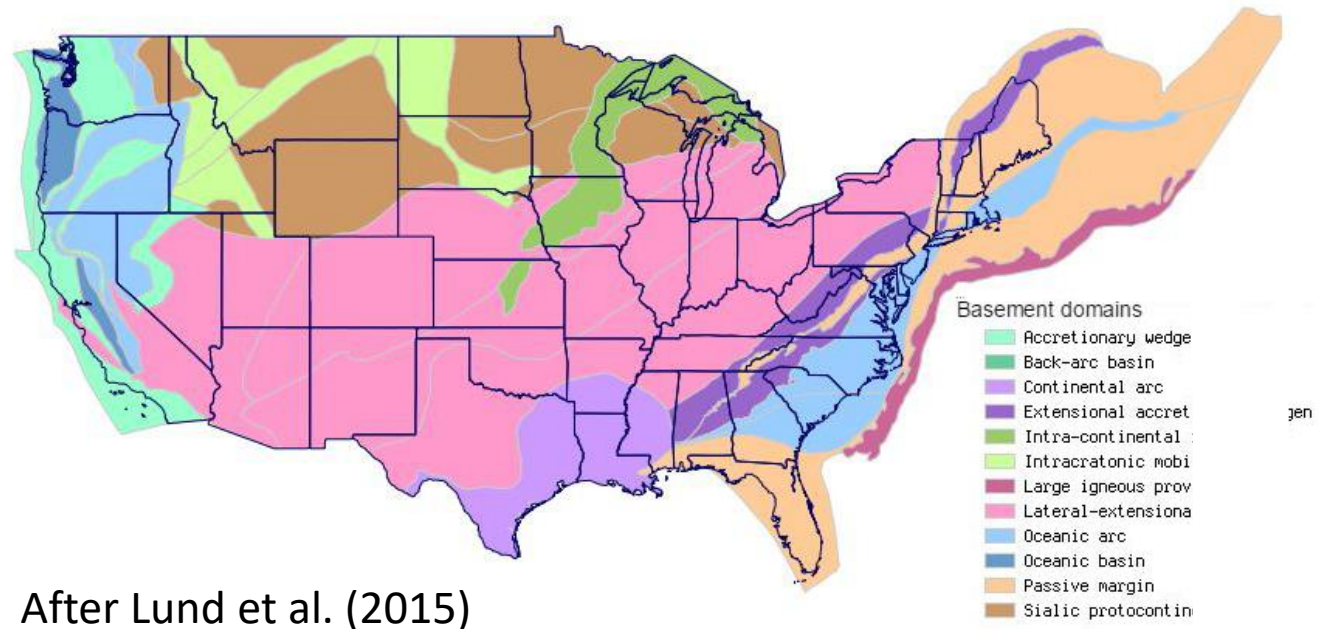 Basement domains
Accretionary wedge
Back-arc basin
Continental arc
Extensional accret gen
Intra-continental
Intracratonic mobi
Large igneous prov
Lateral-extensiona
Oceanic arc
Oceanic basin
Passive margin
Sialic protocontin
After Lund et al. (2015)